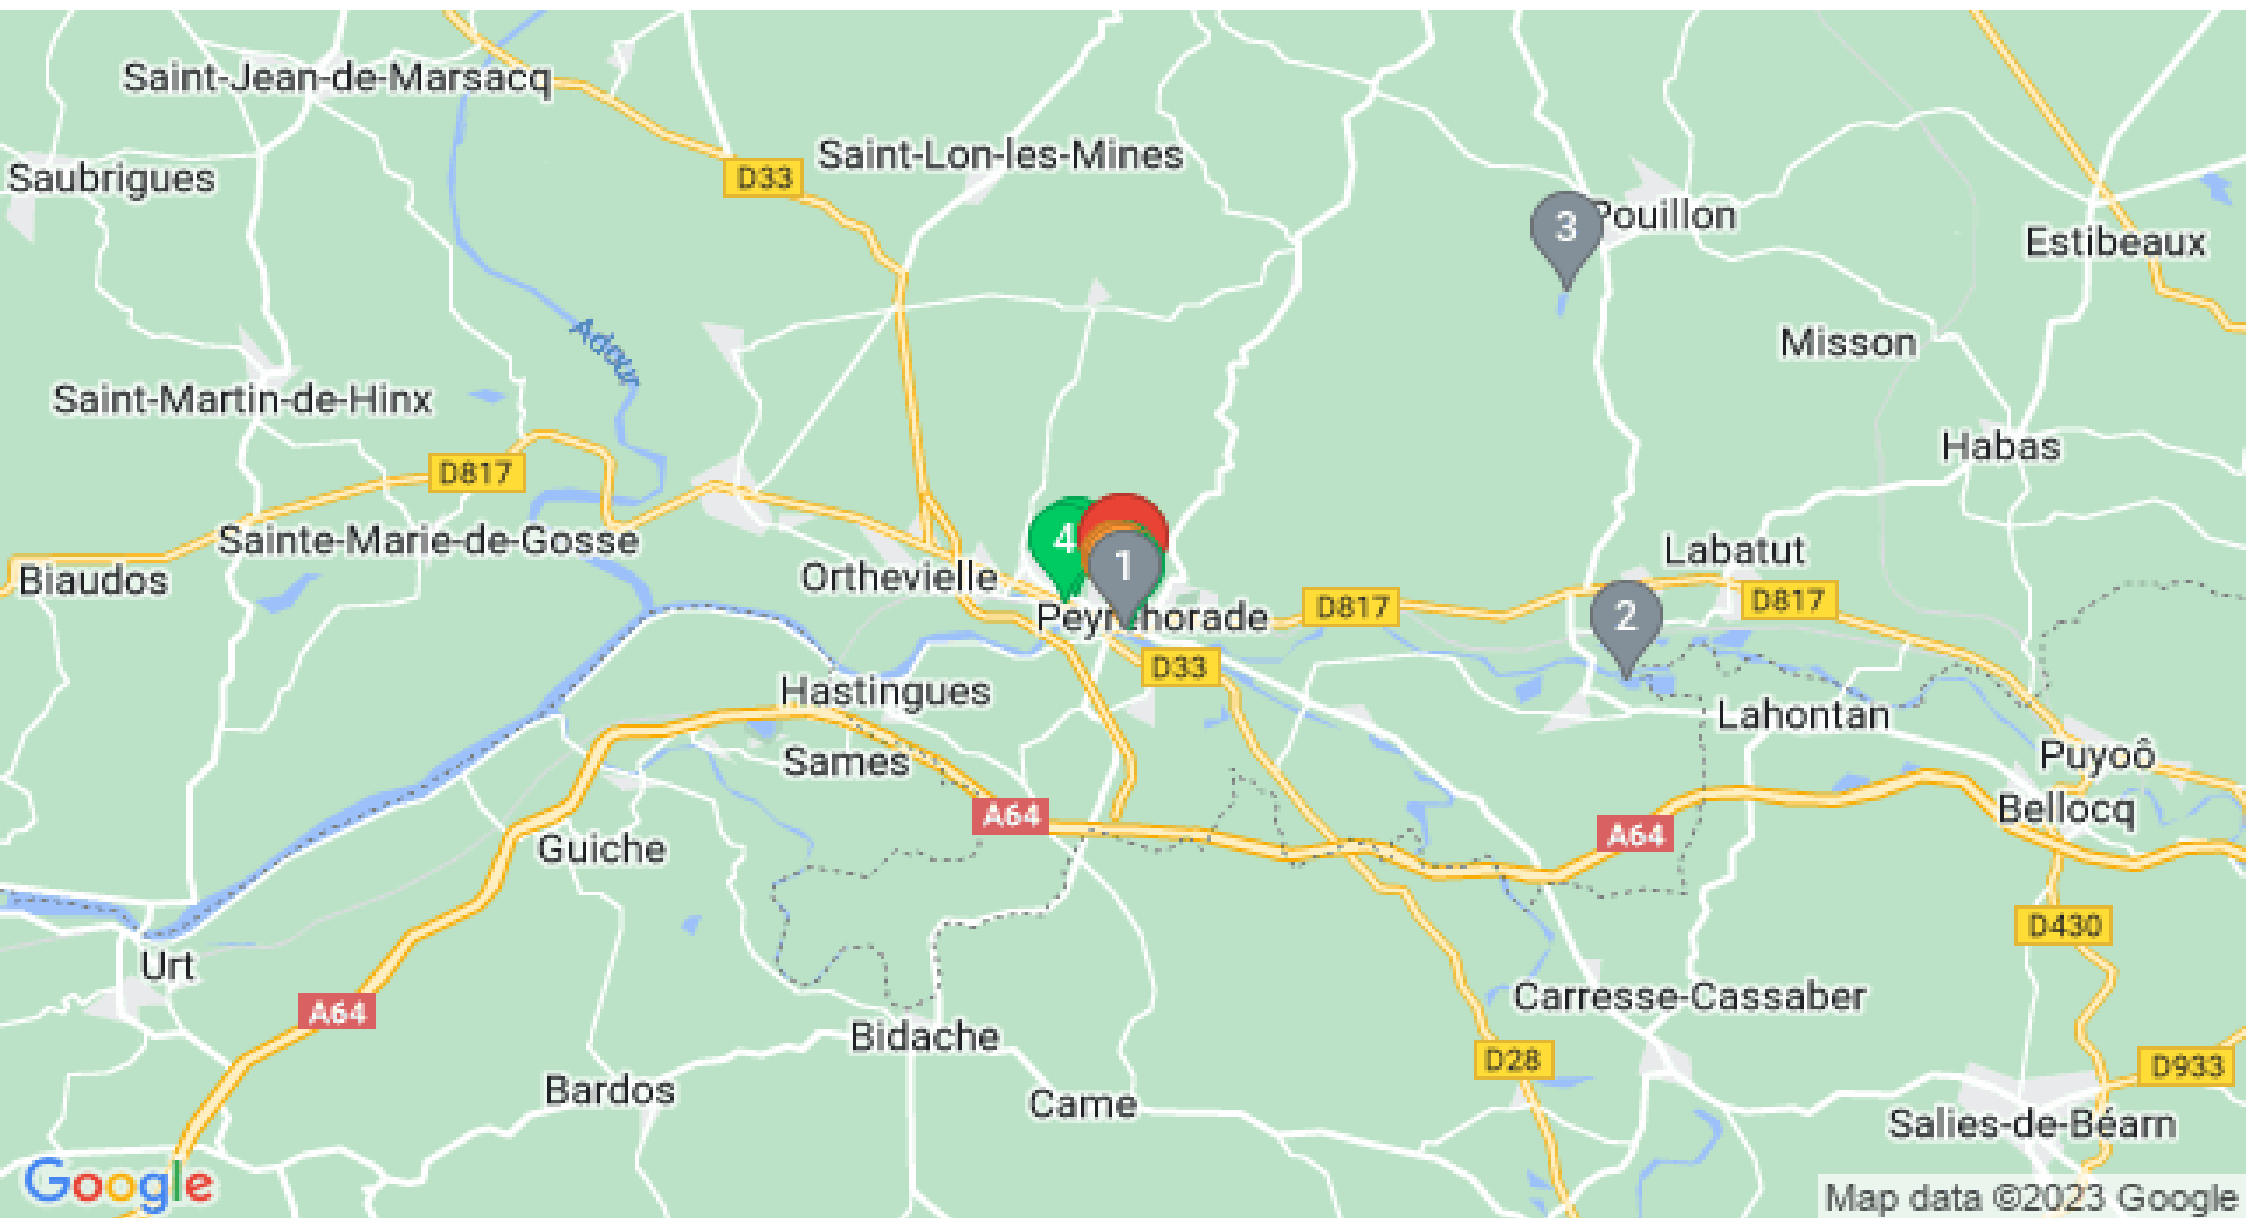 Saint-Jean-de-Marsacq
Saint-Lon-les-Mines
D33
Saubrigues
3
Pouillon
Estibeaux
Adour
Misson
Saint-Martin-de-Hinx
Habas
D817
Sainte-Marie-de-Gosse
4
1
Labatut
Biaudos
Orthevielle
Peyrehorade
D817
2
D817
D33
Hastingues
Lahontan
Sames
Puyoô
A64
Bellocq
Guiche
A64
D430
Urt
Carresse-Cassaber
A64
Bidache
D28
D933
Bardos
Came
Salies-de-Béarn
Google
Map data ©2023 Google